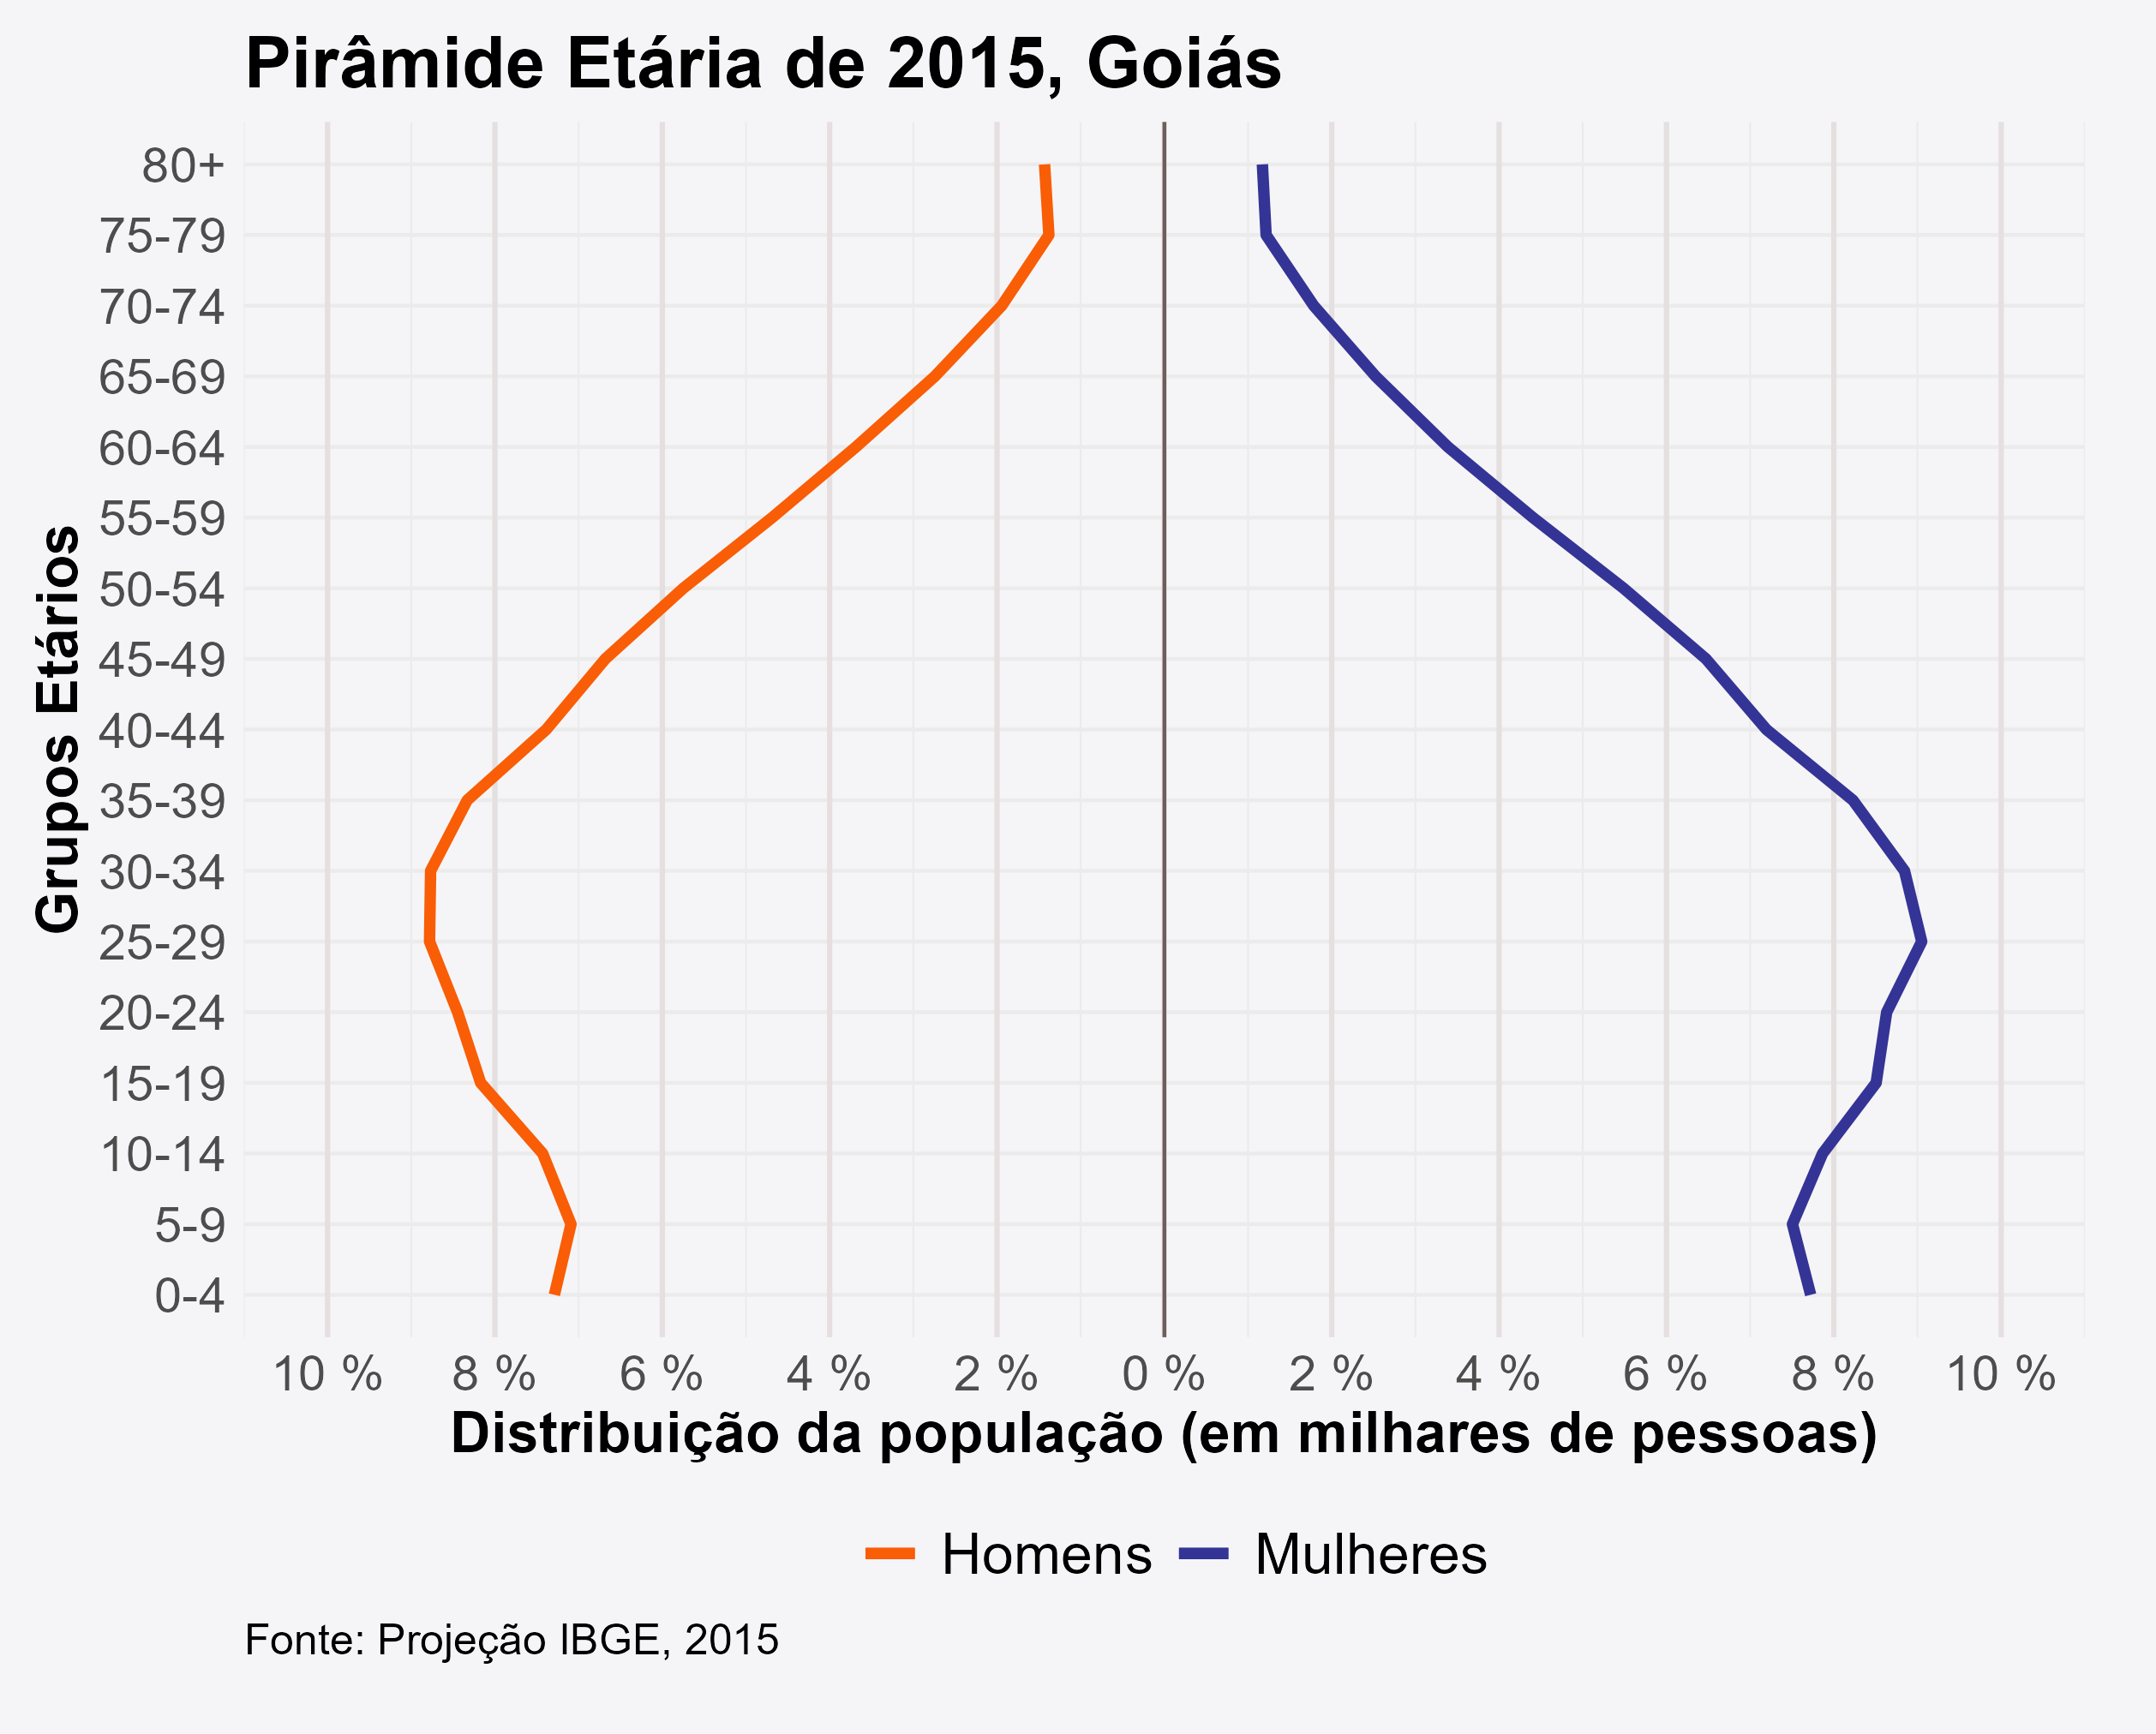 Pirâmide Etária de 2015, Goiás
Grupos Etários
80+
75-79
70-74
65-69
60-64
55-59
50-54
45-49
40-44
35-39
30-34
25-29
20-24
15-19
10-14
5-9
0-4
10 % 8 % 6 % 4 % 2 % 0 % 2 % 4 % 6 % 8 % 10 %
Distribuição da população (em milhares de pessoas)
Homens Mulheres
Fonte: Projeção IBGE, 2015